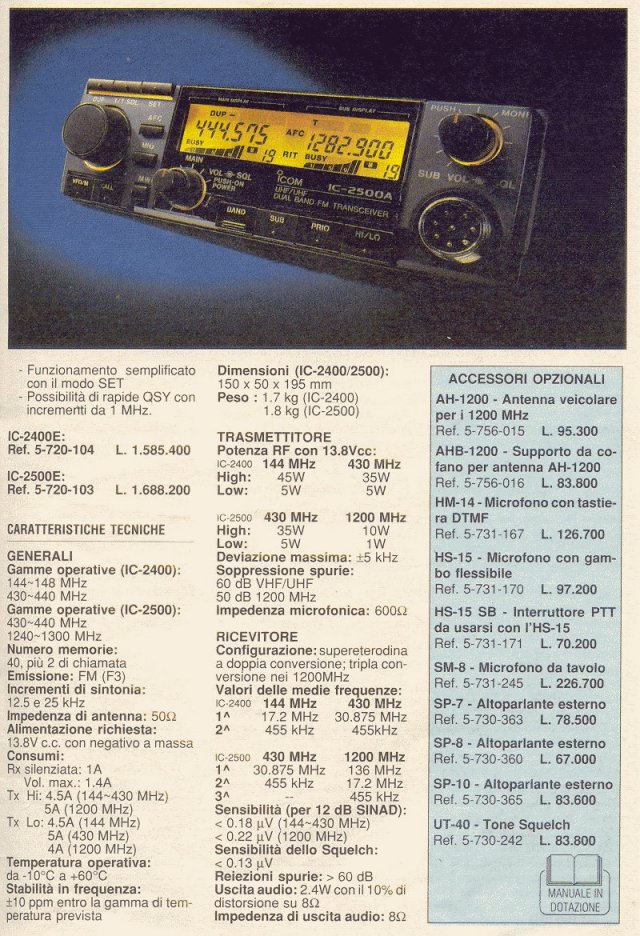 DUP 1/T SQL SET
AFC
MHz
M/W
VFO/M
CALL
MAIN DISPLAY
SUB DISPLAY
DUP -
T
444.575
AFC
1282.900
BUSY
M 19
RIT
BUSY
M 19
MAIN
VOL SQL
PUSH-ON
POWER
ICOM
UHF/UHF
DUAL BAND FM TRANSCEIVER
IC-2500A
BAND
SUB
PRIO
HI/LO
PUSH
MONI
SUB VOL SQL
- Funzionamento semplificato
con il modo SET
- Possibilità di rapide QSY con
incrementi da 1 MHz.
IC-2400E:
Ref. 5-720-104 L. 1.585.400
IC-2500E:
Ref. 5-720-103 L. 1.688.200
CARATTERISTICHE TECNICHE
GENERALI
Gamme operative (IC-2400):
144~148 MHz
430~440 MHz
Gamme operative (IC-2500):
430~440 MHz
1240~1300 MHz
Numero memorie:
40, più 2 di chiamata
Emissione: FM (F3)
Incrementi di sintonia:
12.5 e 25 kHz
Impedenza di antenna: 50Ω
Alimentazione richiesta:
13.8V c.c. con negativo a massa
Consumi:
Rx silenziata: 1A
Vol. max.: 1.4A
Tx Hi: 4.5A (144~430 MHz)
5A (1200 MHz)
Tx Lo: 4.5A (144 MHz)
5A (430 MHz)
4A (1200 MHz)
Temperatura operativa:
da -10°C a +60°C
Stabilità in frequenza:
±10 ppm entro la gamma di tem-
peratura prevista
Dimensioni (IC-2400/2500):
150 x 50 x 195 mm
Peso : 1.7 kg (IC-2400)
1.8 kg (IC-2500)
TRASMETTITORE
Potenza RF con 13.8Vcc:
IC-2400 144 MHz 430 MHz
High: 45W 35W
Low: 5W 5W
IC-2500 430 MHz 1200 MHz
High: 35W 10W
Low: 5W 1W
Deviazione massima: ±5 kHz
Soppressione spurie:
60 dB VHF/UHF
50 dB 1200 MHz
Impedenza microfonica: 600Ω
RICEVITORE
Configurazione: supereterodina
a doppia conversione; tripla con-
versione nei 1200MHz
Valori delle medie frequenze:
IC-2400 144 MHz 430 MHz
1^ 17.2 MHz 30.875 MHz
2^ 455 kHz 455kHz
IC-2500 430 MHz 1200 MHz
1^ 30.875 MHz 136 MHz
2^ 455 kHz 17.2 MHz
3^ -- 455 kHz
Sensibilità (per 12 dB SINAD):
< 0.18 µV (144~430 MHz)
< 0.22 µV (1200 MHz)
Sensibilità dello Squelch:
< 0.13 µV
Reiezioni spurie: > 60 dB
Uscita audio: 2.4W con il 10% di
distorsione su 8Ω
Impedenza di uscita audio: 8Ω
ACCESSORI OPZIONALI
AH-1200 - Antenna veicolare
per i 1200 MHz
Ref. 5-756-015 L. 95.300
AHB-1200 - Supporto da co-
fano per antenna AH-1200
Ref. 5-756-016 L. 83.800
HM-14 - Microfono con tastie-
ra DTMF
Ref. 5-731-167 L. 126.700
HS-15 - Microfono con gam-
bo flessibile
Ref. 5-731-170 L. 97.200
HS-15 SB - Interruttore PTT
da usarsi con l'HS-15
Ref. 5-731-171 L. 70.200
SM-8 - Microfono da tavolo
Ref. 5-731-245 L. 226.700
SP-7 - Altoparlante esterno
Ref. 5-730-363 L. 78.500
SP-8 - Altoparlante esterno
Ref. 5-730-360 L. 67.000
SP-10 - Altoparlante esterno
Ref. 5-730-365 L. 83.600
UT-40 - Tone Squelch
Ref. 5-730-242 L. 83.800
MANUALE IN
DOTAZIONE